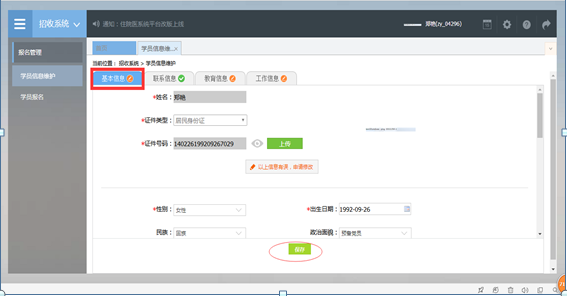 招收系统
通知：住院医系统平台改版上线
郑艳(zy_04296)
报名管理
学员信息维护
学员报名
学员信息维...
当前位置： 招收系统 > 学员信息维护
基本信息
联系信息
教育信息
工作信息
*姓名：
*证件类型： 居民身份证
*证件号码： 140226199209267029
上传
以上信息有误，申请修改
*性别： 女性
*出生日期： 1992-09-26
民族： 回族
政治面貌： 预备党员
保存